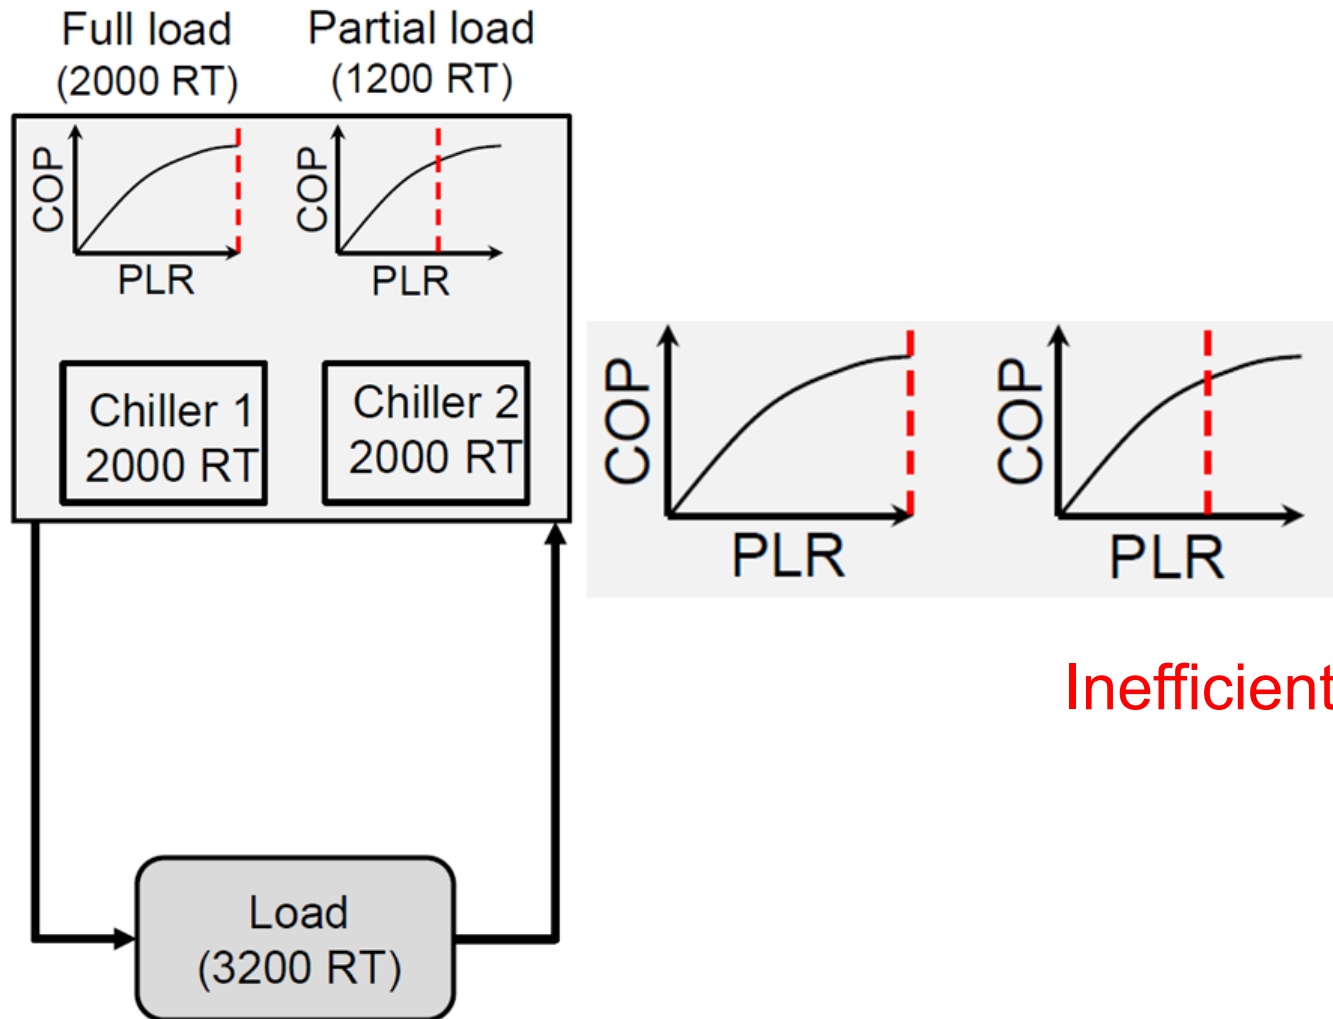 Full load
(2000 RT)
Partial load
(1200 RT)
COP
PLR
COP
PLR
Chiller 1
2000 RT
Chiller 2
2000 RT
COP
PLR
COP
PLR
Inefficient
Load
(3200 RT)